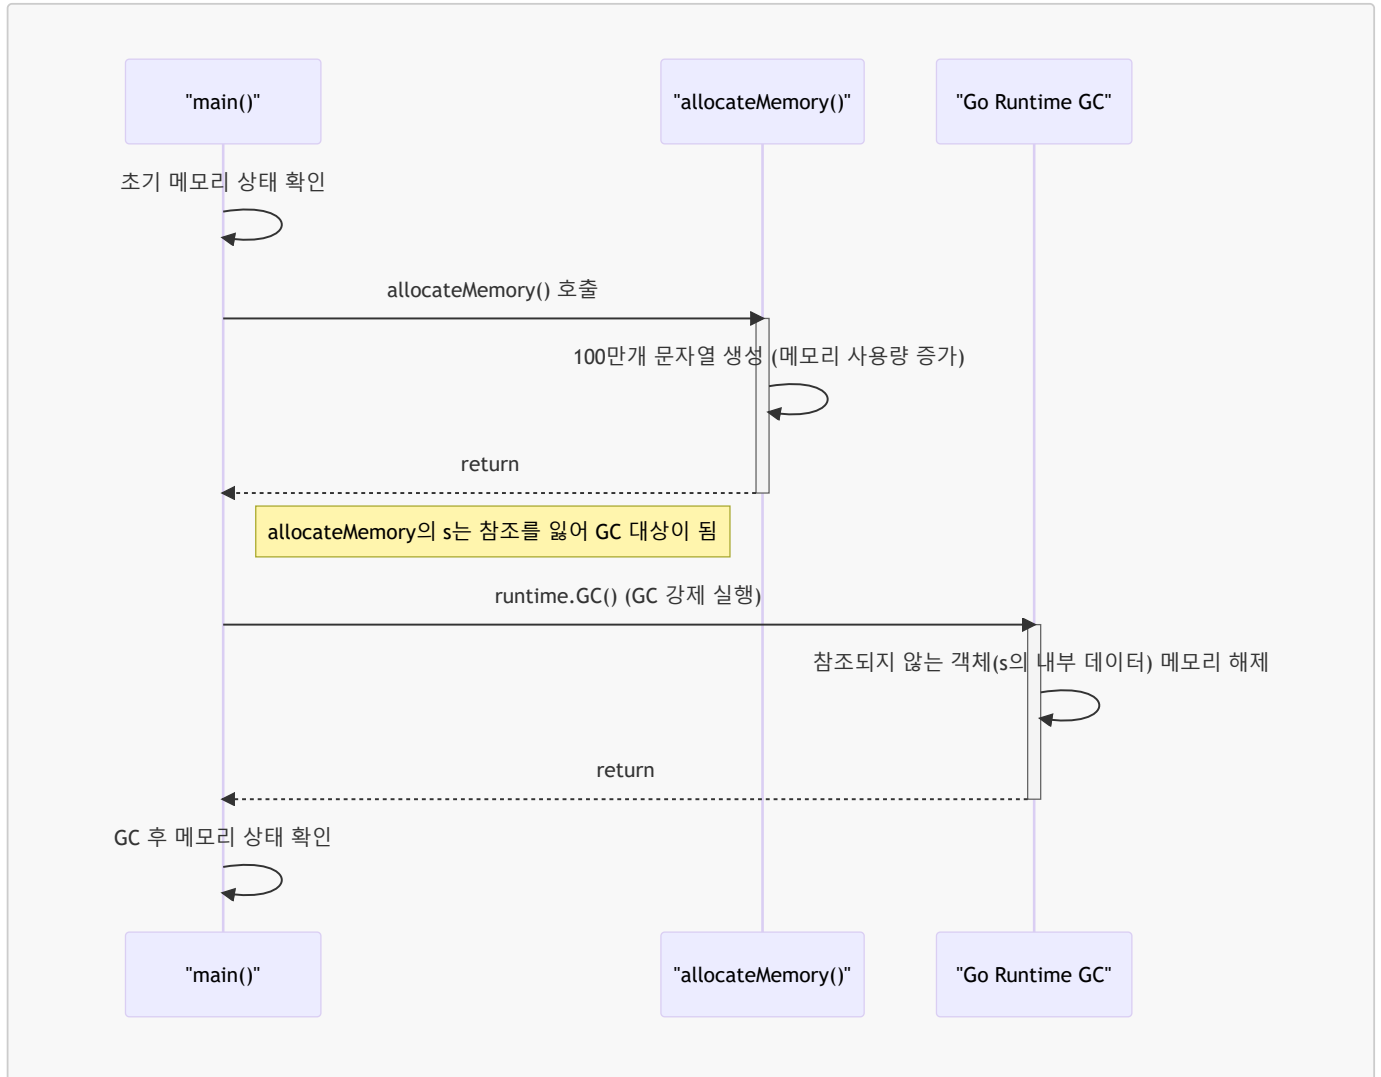 "main()"
"allocateMemory()"
"Go Runtime GC"
초기 메모리 상태 확인
allocateMemory() 호출
100만개 문자열 생성 (메모리 사용량 증가)
return
allocateMemory의 s는 참조를 잃어 GC 대상이 됨
runtime.GC() (GC 강제 실행)
참조되지 않는 객체(s의 내부 데이터) 메모리 해제
return
GC 후 메모리 상태 확인
"main()"
"allocateMemory()"
"Go Runtime GC"